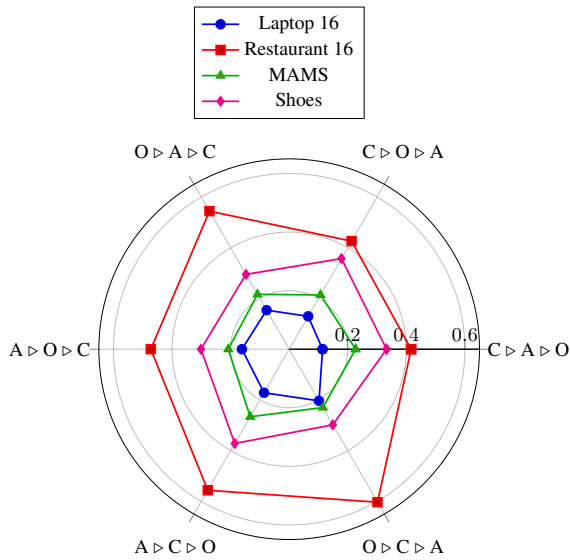 Laptop 16
Restaurant 16
MAMS
Shoes
O ▹ A ▹ C
C ▹ O ▹ A
0.2
0.4
0.6
A ▹ O ▹ C
C ▹ A ▹ O
A ▹ C ▹ O
O ▹ C ▹ A